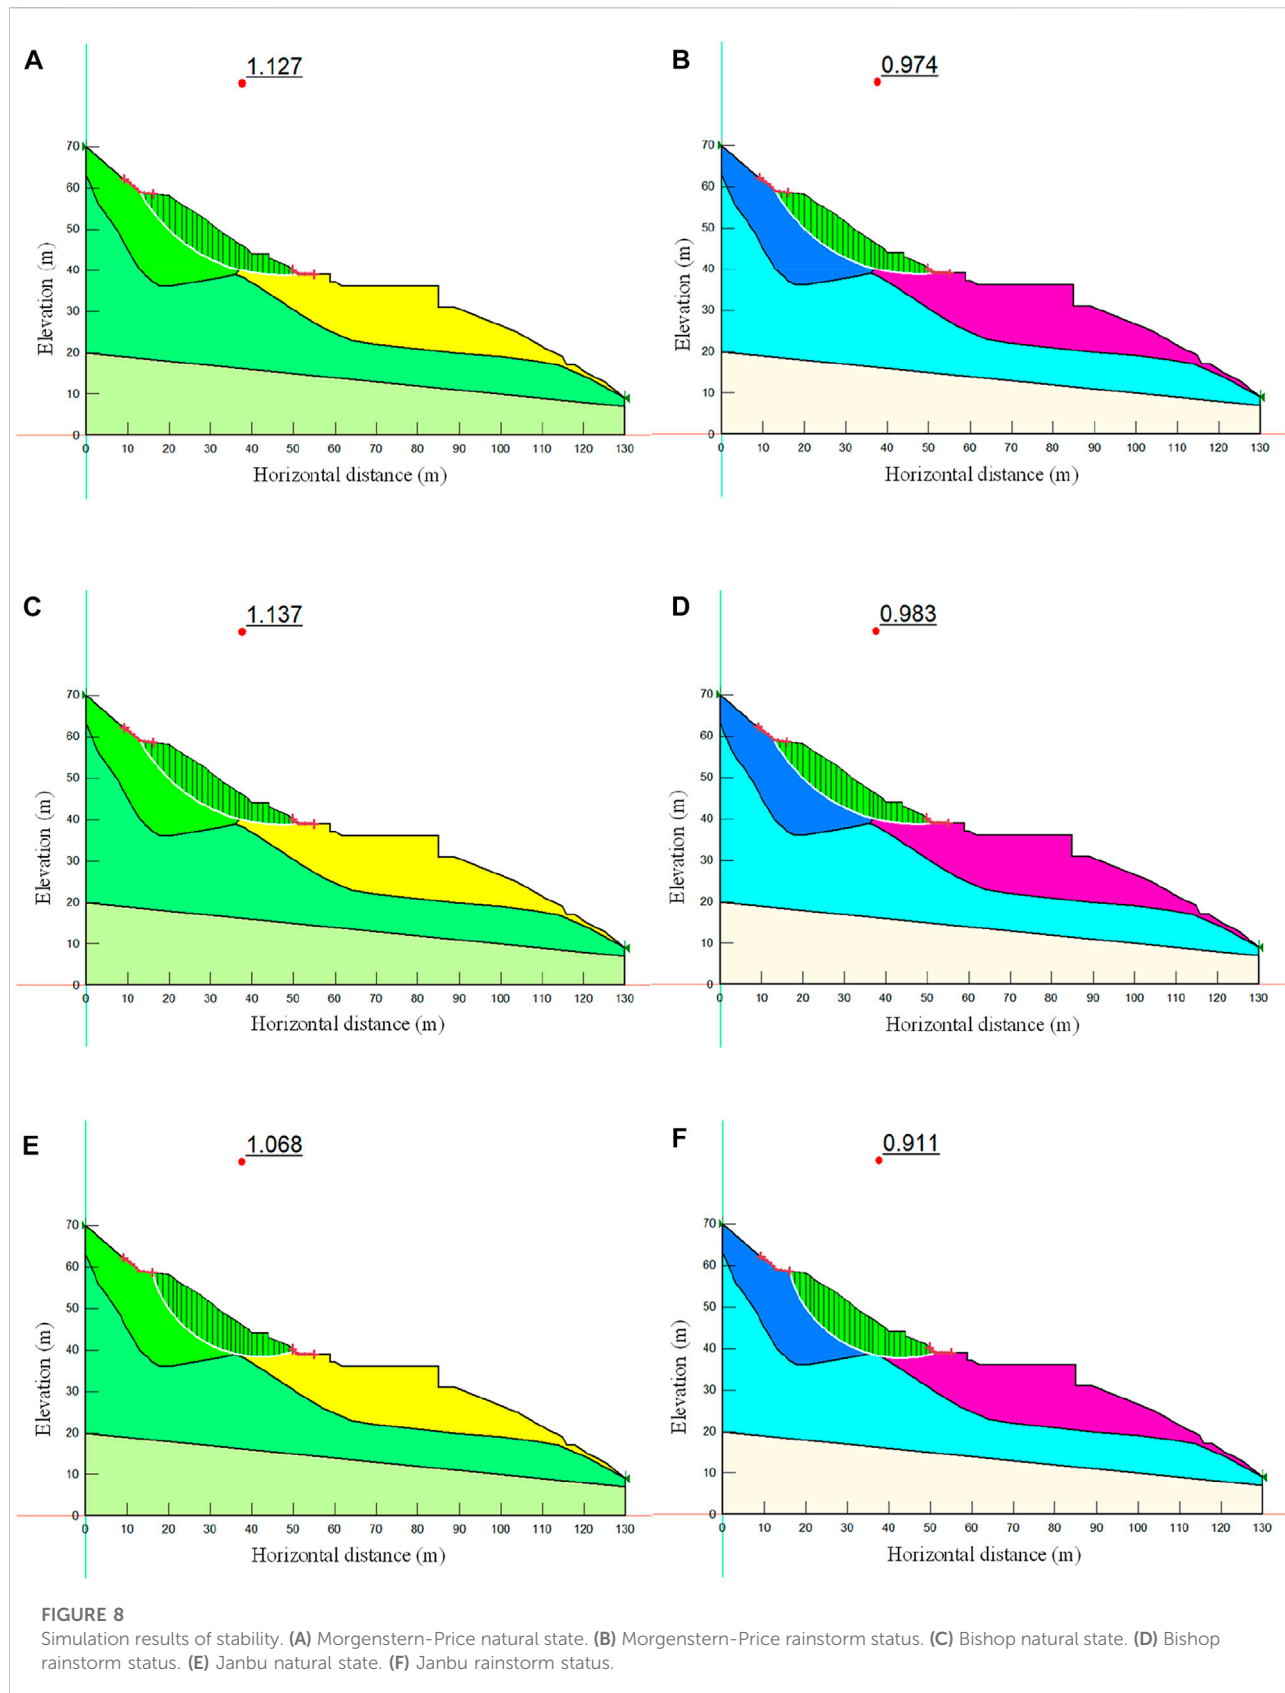 A
1.127
70
60
50
40
30
20
10
0
Elevation (m)
0 10 20 30 40 50 60 70 80 90 100 110 120 130
Horizontal distance (m)
B
0.974
70
60
50
40
30
20
10
0
Elevation (m)
0 10 20 30 40 50 60 70 80 90 100 110 120 130
Horizontal distance (m)
C
1.137
70
60
50
40
30
20
10
0
Elevation (m)
0 10 20 30 40 50 60 70 80 90 100 110 120 130
Horizontal distance (m)
D
0.983
70
60
50
40
30
20
10
0
Elevation (m)
0 10 20 30 40 50 60 70 80 90 100 110 120 130
Horizontal distance (m)
E
1.068
70
60
50
40
30
20
10
0
Elevation (m)
0 10 20 30 40 50 60 70 80 90 100 110 120 130
Horizontal distance (m)
F
0.911
70
60
50
40
30
20
10
0
Elevation (m)
0 10 20 30 40 50 60 70 80 90 100 110 120 130
Horizontal distance (m)
FIGURE 8
Simulation results of stability. (A) Morgenstern-Price natural state. (B) Morgenstern-Price rainstorm status. (C) Bishop natural state. (D) Bishop
rainstorm status. (E) Janbu natural state. (F) Janbu rainstorm status.